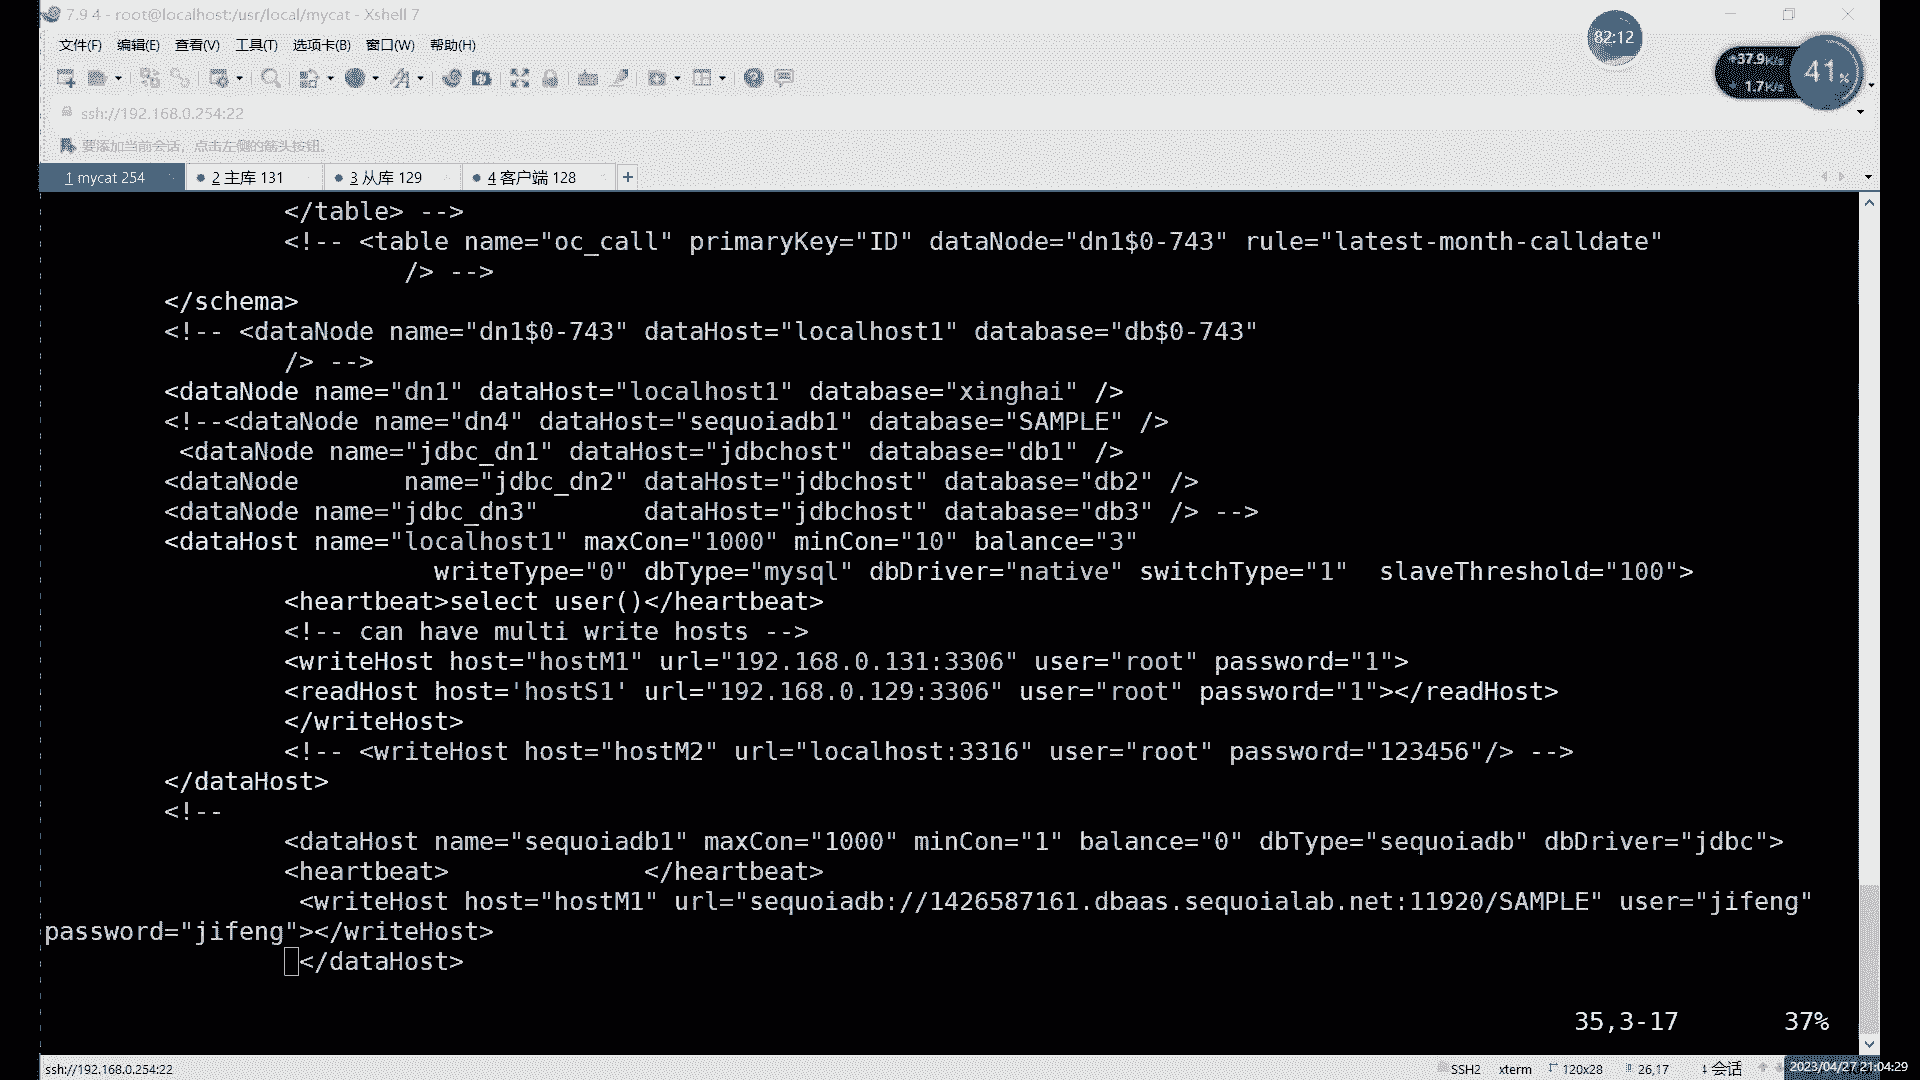 7.9 4 - root@localhost:/usr/local/mycat - Xshell 7
文件(F) 编辑(E) 查看(V) 工具(T) 选项卡(B) 窗口(W) 帮助(H)
82:12
+37.9K/s
1.7K/s
41%
ssh://192.168.0.254:22
要添加当前会话，点击左侧的箭头按钮。
1 mycat 254 2 主库 131 3 从库 129 4 客户端 128 +
</table> -->
<!-- <table name="oc_call" primaryKey="ID" dataNode="dn1$0-743" rule="latest-month-calldate"
/> -->
</schema>
<!-- <dataNode name="dn1$0-743" dataHost="localhost1" database="db$0-743"
/> -->
<dataNode name="dn1" dataHost="localhost1" database="xinghai" />
<!--<dataNode name="dn4" dataHost="sequoiadb1" database="SAMPLE" />
<dataNode name="jdbc_dn1" dataHost="jdbchost" database="db1" />
<dataNode name="jdbc_dn2" dataHost="jdbchost" database="db2" />
<dataNode name="jdbc_dn3" dataHost="jdbchost" database="db3" /> -->
<dataHost name="localhost1" maxCon="1000" minCon="10" balance="3"
writeType="0" dbType="mysql" dbDriver="native" switchType="1" slaveThreshold="100">
<heartbeat>select user()</heartbeat>
<!-- can have multi write hosts -->
<writeHost host="hostM1" url="192.168.0.131:3306" user="root" password="1">
<readHost host='hostS1' url="192.168.0.129:3306" user="root" password="1"></readHost>
</writeHost>
<!-- <writeHost host="hostM2" url="localhost:3316" user="root" password="123456"/> -->
</dataHost>
<!--
<dataHost name="sequoiadb1" maxCon="1000" minCon="1" balance="0" dbType="sequoiadb" dbDriver="jdbc">
<heartbeat> </heartbeat>
<writeHost host="hostM1" url="sequoiadb://1426587161.dbaas.sequoialab.net:11920/SAMPLE" user="jifeng"
password="jifeng"></writeHost>
</dataHost>
35,3-17 37%
ssh://192.168.0.254:22 SSH2 xterm 120x28 26,17 1 会话 2023/04/27 21:04:29